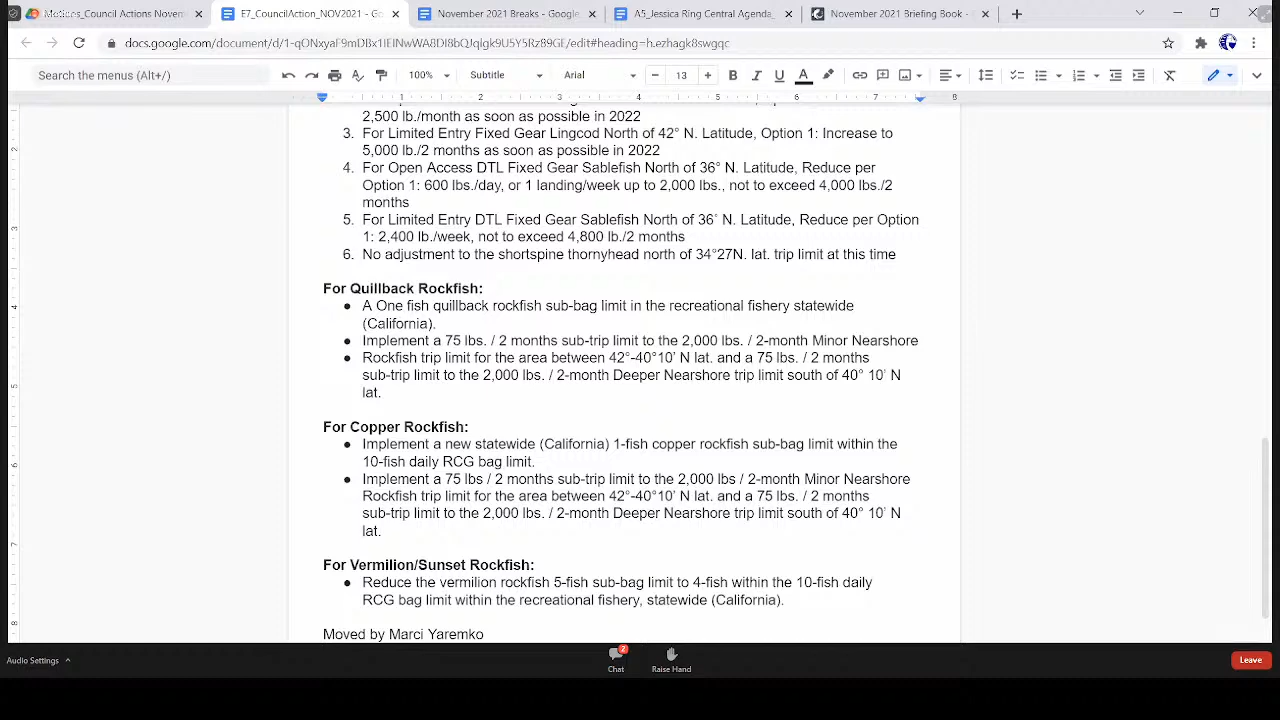 Motions_Council Actions Novem
E7_CouncilAction_NOV2021 - Go
November 2021 Breaks - Google
A5_Jessica Ring Central Agenda_
November 2021 Briefing Book -
Search the menus (Alt+/)
100%
Subtitle
Arial
13
B I U A
1 2 3 4 5 6 7 8
2,500 lb./month as soon as possible in 2022
3. For Limited Entry Fixed Gear Lingcod North of 42° N. Latitude, Option 1: Increase to
5,000 lb./2 months as soon as possible in 2022
4. For Open Access DTL Fixed Gear Sablefish North of 36° N. Latitude, Reduce per
Option 1: 600 lbs./day, or 1 landing/week up to 2,000 lbs., not to exceed 4,000 lbs./2
months
5. For Limited Entry DTL Fixed Gear Sablefish North of 36° N. Latitude, Reduce per Option
1: 2,400 lb./week, not to exceed 4,800 lb./2 months
6. No adjustment to the shortspine thornyhead north of 34°27N. lat. trip limit at this time
For Quillback Rockfish:
● A One fish quillback rockfish sub-bag limit in the recreational fishery statewide
(California).
● Implement a 75 lbs. / 2 months sub-trip limit to the 2,000 lbs. / 2-month Minor Nearshore
● Rockfish trip limit for the area between 42°-40°10’ N lat. and a 75 lbs. / 2 months
sub-trip limit to the 2,000 lbs. / 2-month Deeper Nearshore trip limit south of 40° 10’ N
lat.
For Copper Rockfish:
● Implement a new statewide (California) 1-fish copper rockfish sub-bag limit within the
10-fish daily RCG bag limit.
● Implement a 75 lbs / 2 months sub-trip limit to the 2,000 lbs / 2-month Minor Nearshore
Rockfish trip limit for the area between 42°-40°10’ N lat. and a 75 lbs. / 2 months
sub-trip limit to the 2,000 lbs. / 2-month Deeper Nearshore trip limit south of 40° 10’ N
lat.
For Vermilion/Sunset Rockfish:
● Reduce the vermilion rockfish 5-fish sub-bag limit to 4-fish within the 10-fish daily
RCG bag limit within the recreational fishery, statewide (California).
Moved by Marci Yaremko
Audio Settings
2
Chat
Raise Hand
Leave